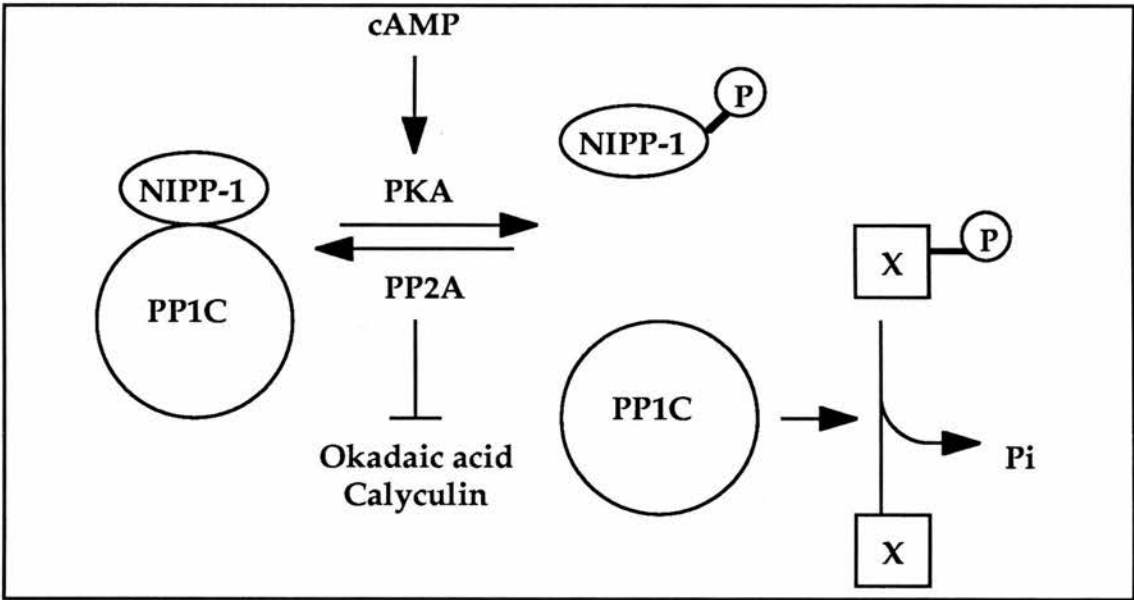 cAMP
P
NIPP-1
NIPP-1
PKA
P
X
PP2A
PP1C
PP1C
Okadaic acid
Calyculin
Pi
X